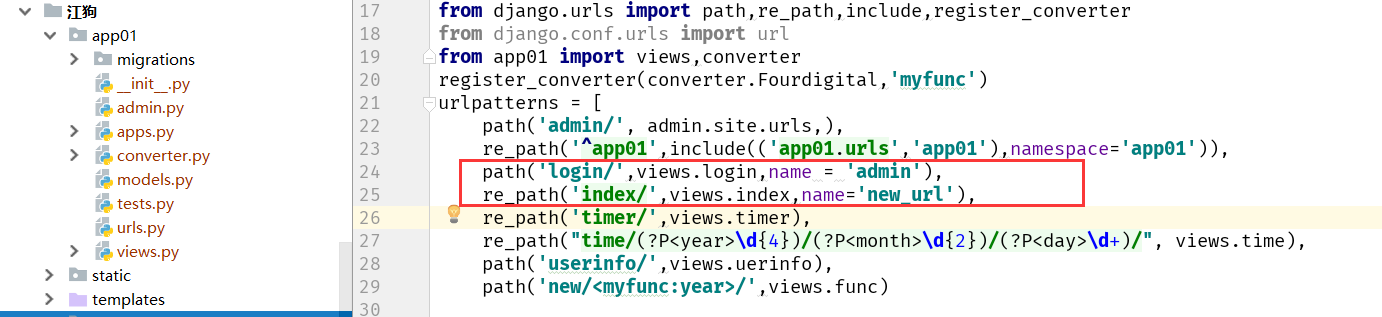 江狗
app01
migrations
__init__.py
admin.py
apps.py
converter.py
models.py
tests.py
urls.py
views.py
static
templates
17 from django.urls import path,re_path,include,register_converter
18 from django.conf.urls import url
19 from app01 import views,converter
20 register_converter(converter.Fourdigital,'myfunc')
21 urlpatterns = [
22 path('admin/', admin.site.urls,),
23 re_path('^app01',include(('app01.urls','app01'),namespace='app01')),
24 path('login/',views.login,name = 'admin'),
25 re_path('index/',views.index,name='new_url'),
26 re_path('timer/',views.timer),
27 re_path("time/(?P<year>\d{4})/(?P<month>\d{2})/(?P<day>\d+)/", views.time),
28 path('userinfo/',views.uerinfo),
29 path('new/<myfunc:year>/',views.func)
30